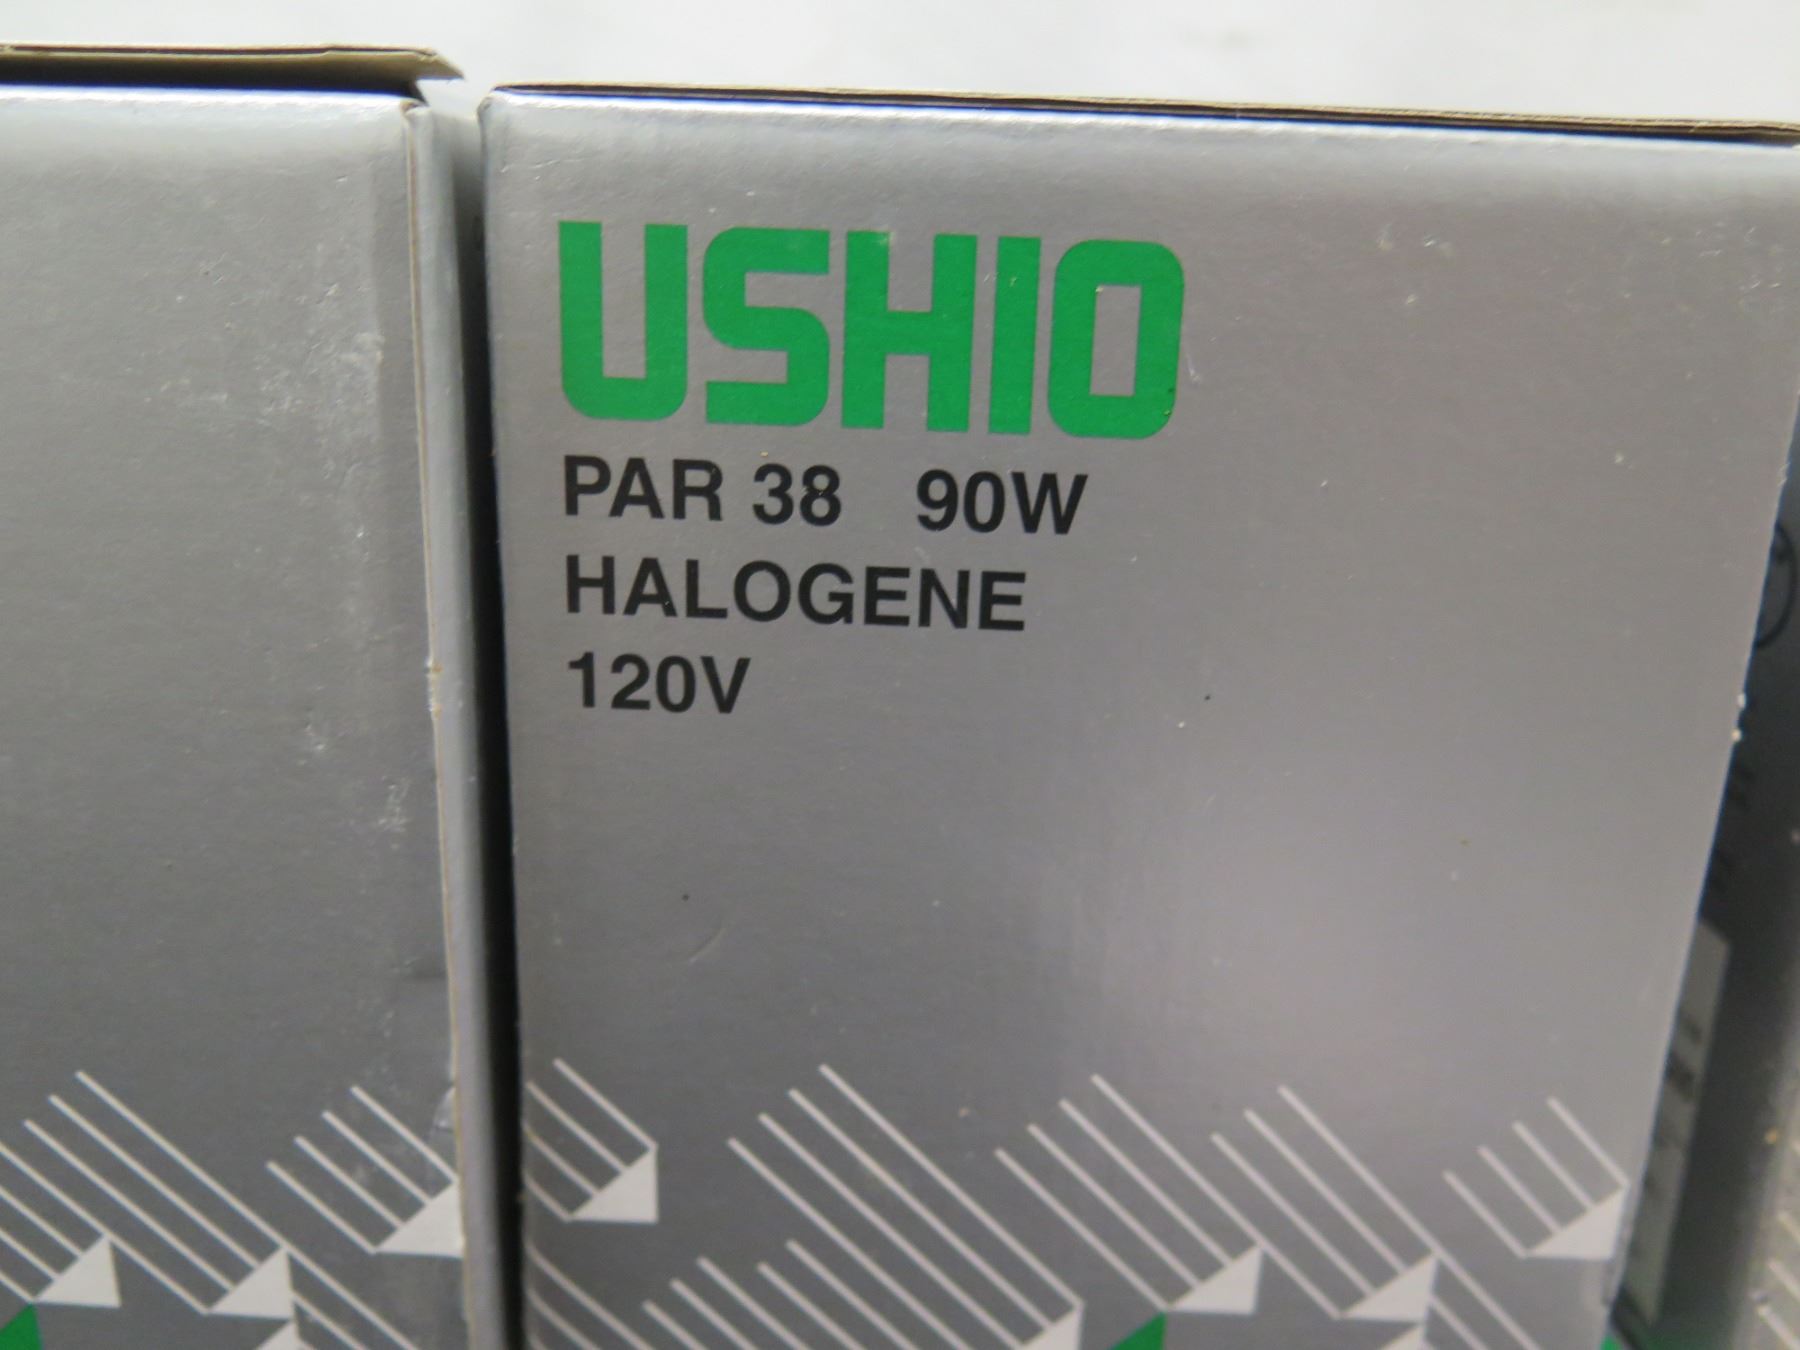 USHIO
PAR 38 90W
HALOGENE
120V